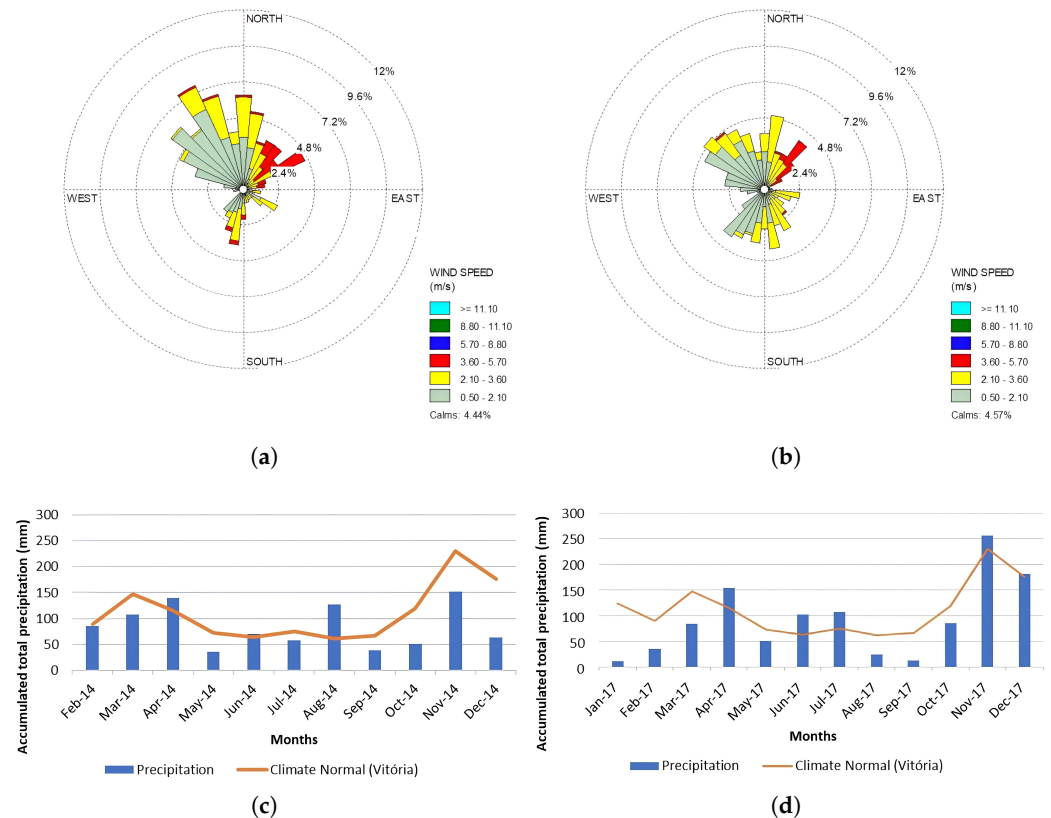 NORTH
12%
9.6%
7.2%
4.8%
2.4%
WEST
EAST
SOUTH
WIND SPEED
(m/s)
>= 11.10
8.80 - 11.10
5.70 - 8.80
3.60 - 5.70
2.10 - 3.60
0.50 - 2.10
Calms: 4.44%
(a)
NORTH
12%
9.6%
7.2%
4.8%
2.4%
WEST
EAST
SOUTH
WIND SPEED
(m/s)
>= 11.10
8.80 - 11.10
5.70 - 8.80
3.60 - 5.70
2.10 - 3.60
0.50 - 2.10
Calms: 4.57%
(b)
Accumulated total precipitation (mm)
300
250
200
150
100
50
0
Feb-14
Mar-14
Apr-14
May-14
Jun-14
Jul-14
Aug-14
Sep-14
Oct-14
Nov-14
Dec-14
Months
Precipitation
Climate Normal (Vitória)
(c)
Accumulated total precipitation (mm)
300
250
200
150
100
50
0
Jan-17
Feb-17
Mar-17
Apr-17
May-17
Jun-17
Jul-17
Aug-17
Sep-17
Oct-17
Nov-17
Dec-17
Months
Precipitation
Climate Normal (Vitória)
(d)